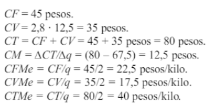 CF = 45 pesos.
CV = 2,8 · 12,5 = 35 pesos.
CT = CF + CV = 45 + 35 pesos = 80 pesos.
CM = ΔCT/Δq = (80 – 67,5) = 12,5 pesos.
CFMe = CF/q = 45/2 = 22,5 pesos/kilo.
CVMe = CV/q = 35/2 = 17,5 pesos/kilo.
CTMe = CT/q = 80/2 = 40 pesos/kilo.